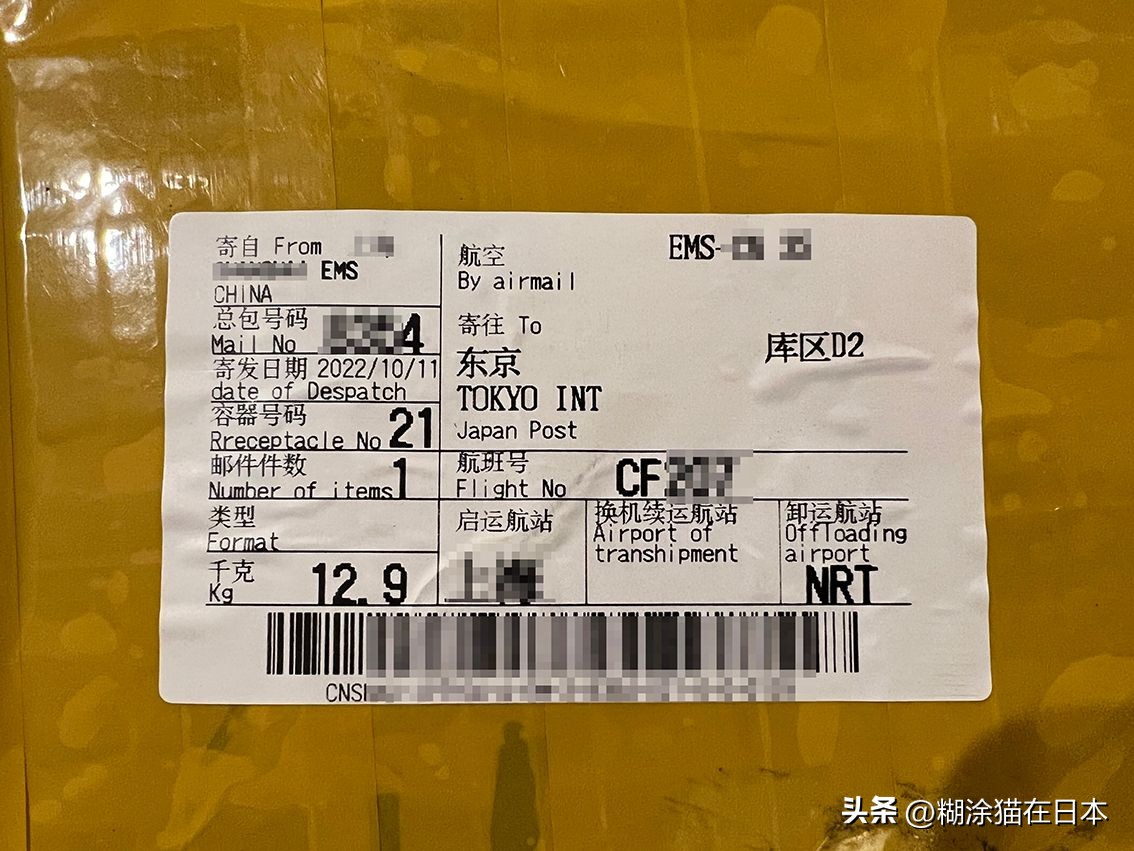 寄自 From
EMS
CHINA
总包号码
Mail No 4
寄发日期 2022/10/11
date of Despatch
容器号码
Rreceptacle No 21
邮件件数
Number of items 1
类型
Format
千克
Kg 12.9
航空
By airmail
EMS-
寄往 To
东京
TOKYO INT
Japan Post
库区D2
航班号
Flight No CF
启运航站
换机续运航站
Airport of
transhipment
卸运航站
Offloading
airport
NRT
头条 @糊涂猫在日本